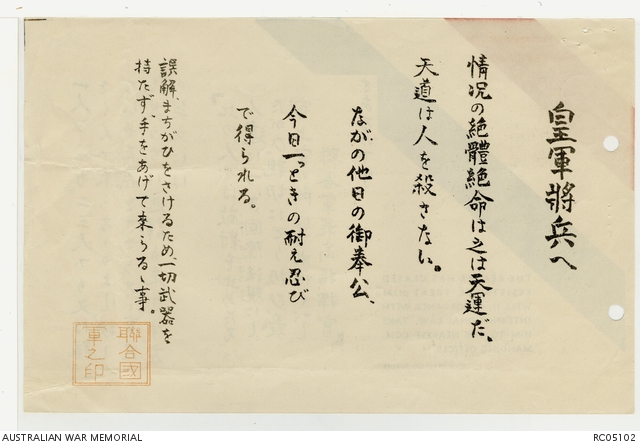 皇軍將兵へ
情況の絶體絶命は之は天運だ。
天道は人を殺さない。
ながの他日の御奉公、
今日一っときの耐え忍び
で得られる。
誤解、まちがひをさけるため、一切武器を
持たず、手をあげて来らるゝ事。
聯合國
軍之印
AUSTRALIAN WAR MEMORIAL
RC05102